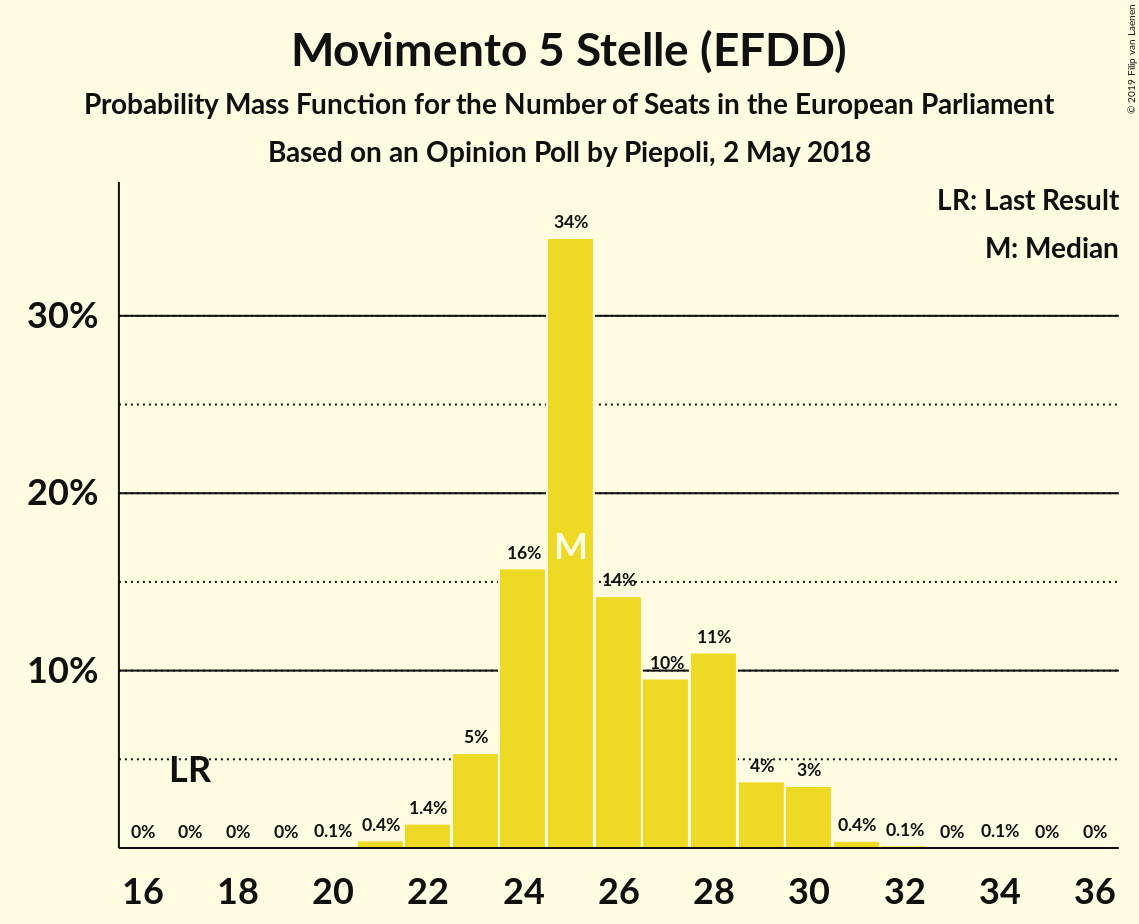 Movimento 5 Stelle (EFDD)
Probability Mass Function for the Number of Seats in the European Parliament
Based on an Opinion Poll by Piepoli, 2 May 2018
© 2019 Filip van Laenen
LR: Last Result
M: Median
30%
20%
10%
0% 0% 0% 0% 0.1% 0.4% 1.4% 5% 16% 34% 14% 10% 11% 4% 3% 0.4% 0.1% 0% 0.1% 0% 0%
LR
M
16 18 20 22 24 26 28 30 32 34 36